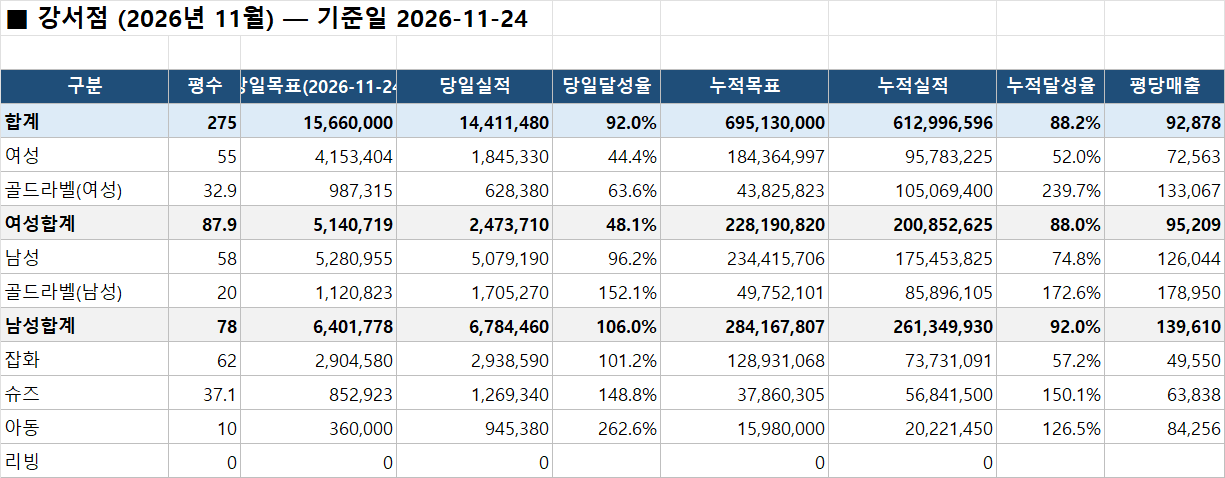 ■ 강서점 (2026년 11월) — 기준일 2026-11-24
구분 평수 당일목표(2026-11-24 당일실적 당일달성율 누적목표 누적실적 누적달성율 평당매출
합계 275 15,660,000 14,411,480 92.0% 695,130,000 612,996,596 88.2% 92,878
여성 55 4,153,404 1,845,330 44.4% 184,364,997 95,783,225 52.0% 72,563
골드라벨(여성) 32.9 987,315 628,380 63.6% 43,825,823 105,069,400 239.7% 133,067
여성합계 87.9 5,140,719 2,473,710 48.1% 228,190,820 200,852,625 88.0% 95,209
남성 58 5,280,955 5,079,190 96.2% 234,415,706 175,453,825 74.8% 126,044
골드라벨(남성) 20 1,120,823 1,705,270 152.1% 49,752,101 85,896,105 172.6% 178,950
남성합계 78 6,401,778 6,784,460 106.0% 284,167,807 261,349,930 92.0% 139,610
잡화 62 2,904,580 2,938,590 101.2% 128,931,068 73,731,091 57.2% 49,550
슈즈 37.1 852,923 1,269,340 148.8% 37,860,305 56,841,500 150.1% 63,838
아동 10 360,000 945,380 262.6% 15,980,000 20,221,450 126.5% 84,256
리빙 0 0 0 0 0